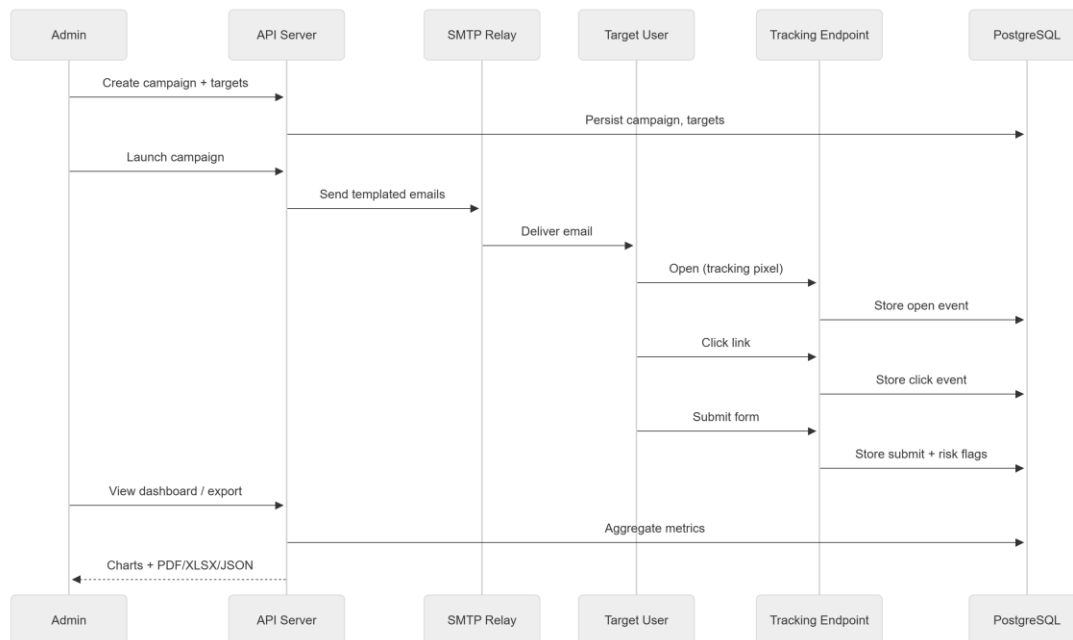 Admin
API Server
SMTP Relay
Target User
Tracking Endpoint
PostgreSQL
Create campaign + targets
Persist campaign, targets
Launch campaign
Send templated emails
Deliver email
Open (tracking pixel)
Store open event
Click link
Store click event
Submit form
Store submit + risk flags
View dashboard / export
Aggregate metrics
Charts + PDF/XLSX/JSON
Admin
API Server
SMTP Relay
Target User
Tracking Endpoint
PostgreSQL